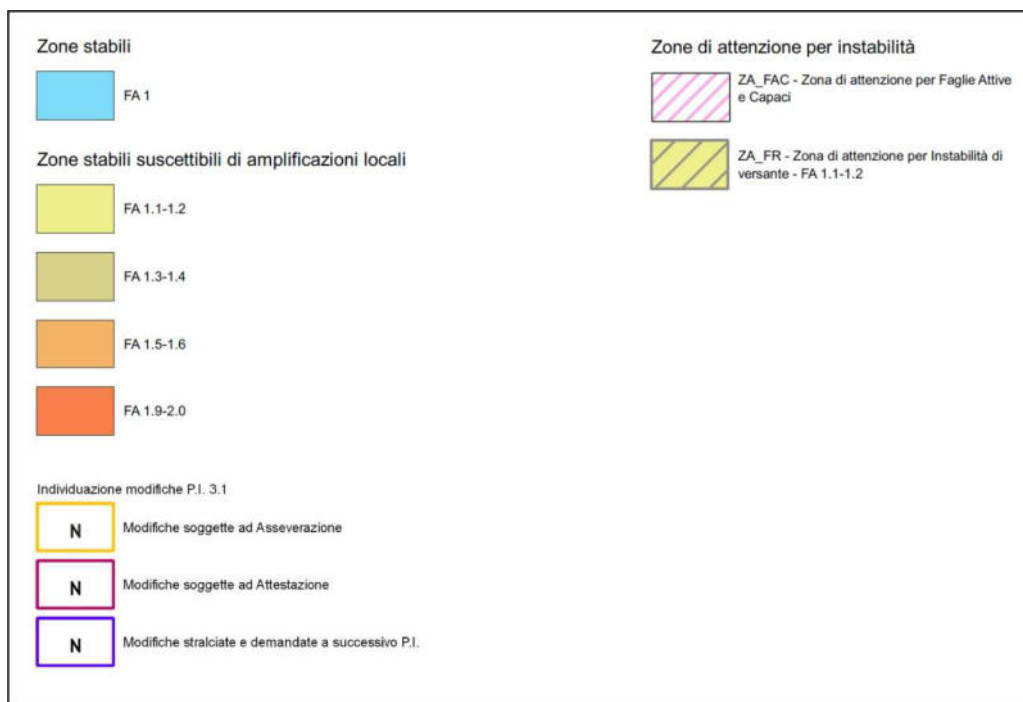 Zone stabili
FA 1
Zone stabili suscettibili di amplificazioni locali
FA 1.1-1.2
FA 1.3-1.4
FA 1.5-1.6
FA 1.9-2.0
Individuazione modifiche P.I. 3.1
N
Modifiche soggette ad Asseverazione
N
Modifiche soggette ad Attestazione
N
Modifiche stralciate e demandate a successivo P.I.
Zone di attenzione per instabilità
ZA_FAC - Zona di attenzione per Faglie Attive
e Capaci
ZA_FR - Zona di attenzione per Instabilità di
versante - FA 1.1-1.2